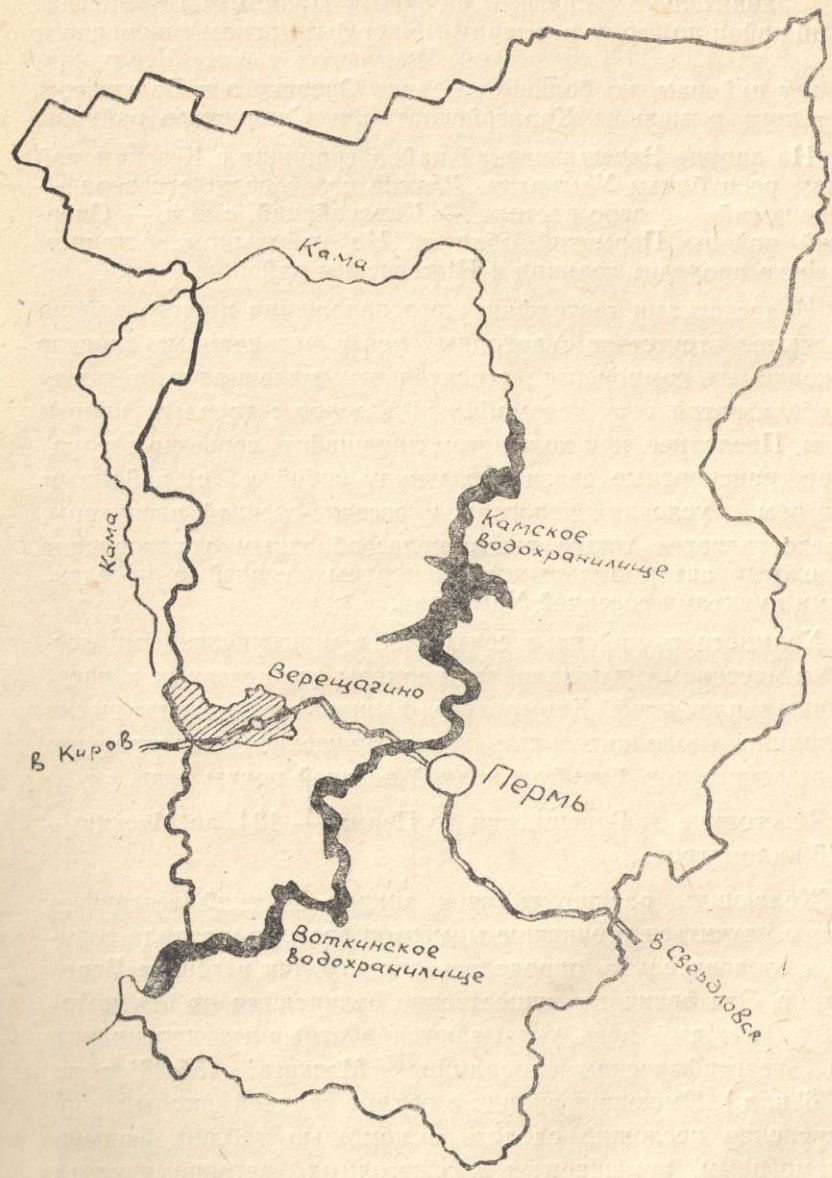 Кама
Кама
Камское
водохранилище
Верещагино
в Киров
Пермь
Воткинское
водохранилище
в Свердловск